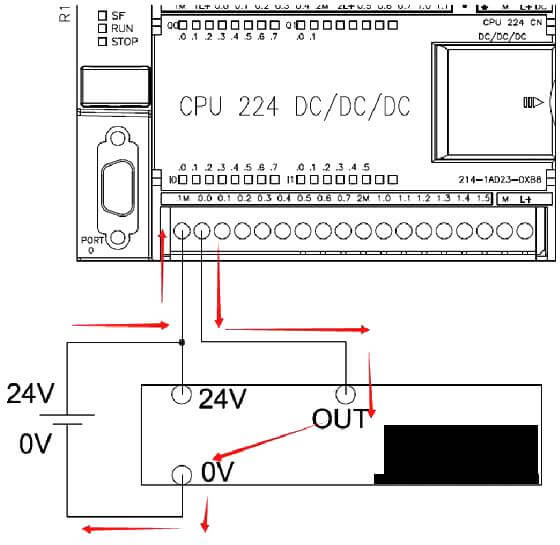 1M 1L+ 0.0 0.1 0.2 0.3 0.4 2M 2L+ 0.5 0.6 0.7 1.0 1.1 M L+ DC
R1
SF
RUN
STOP
Q0
.0 .1 .2 .3 .4 .5 .6 .7
Q1
.0 .1
CPU 224 CN
DC/DC/DC
CPU 224 DC/DC/DC
.0 .1 .2 .3 .4 .5 .6 .7
.0 .1 .2 .3 .4 .5
I0
I1
214-1AD23-0XB8
1M 0.0 0.1 0.2 0.3 0.4 0.5 0.6 0.7 2M 1.0 1.1 1.2 1.3 1.4 1.5 M L+
PORT
0
24V
0V
24V
OUT
0V